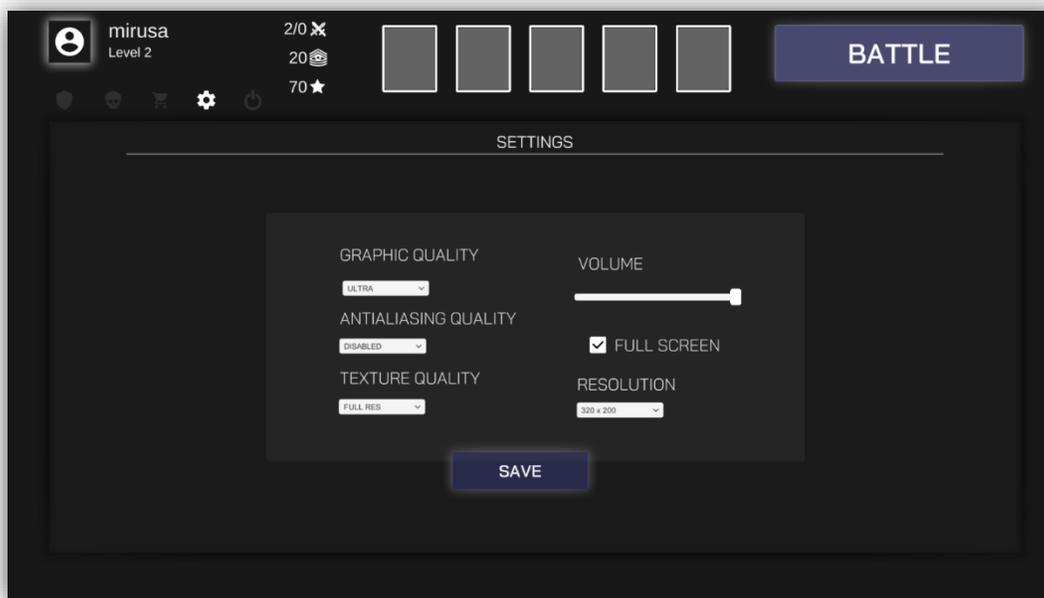 mirusa
Level 2
2/0
20
70
BATTLE
SETTINGS
GRAPHIC QUALITY
ULTRA
ANTIALIASING QUALITY
DISABLED
TEXTURE QUALITY
FULL RES
VOLUME
FULL SCREEN
RESOLUTION
320 x 200
SAVE